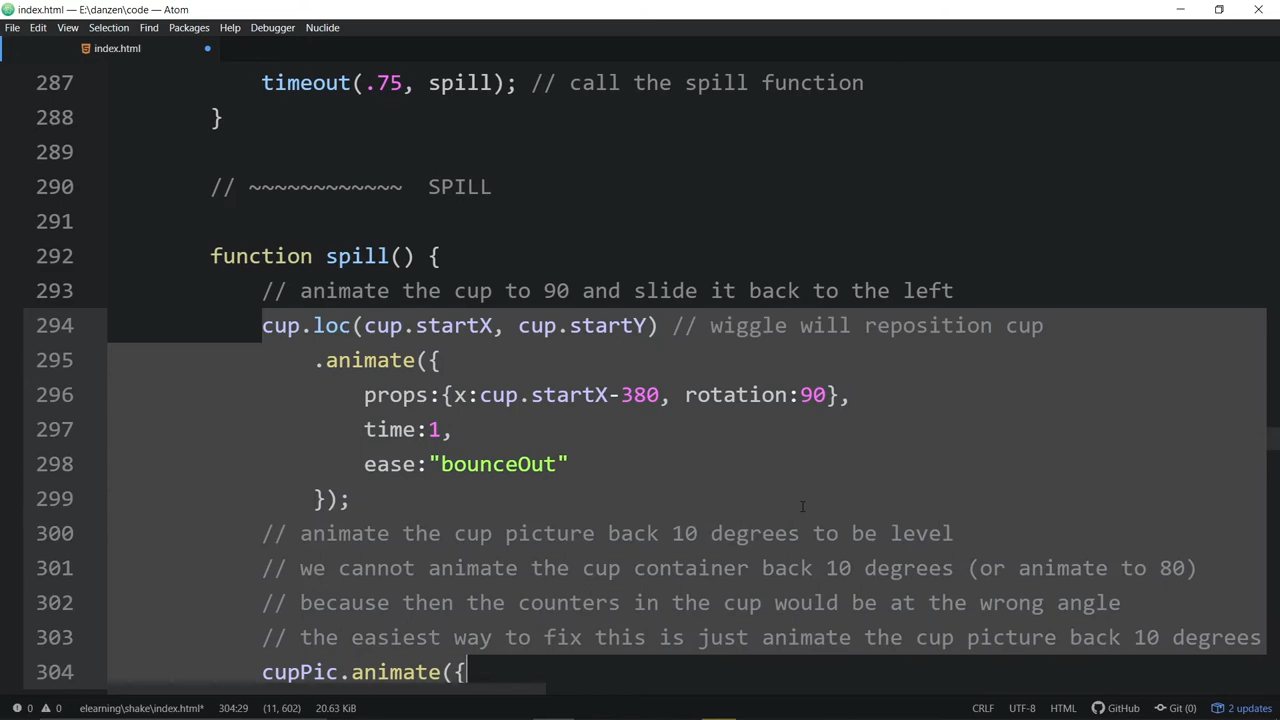 index.html — E:\danzen\code — Atom
File Edit View Selection Find Packages Help Debugger Nuclide
index.html
287 timeout(.75, spill); // call the spill function
288 }
289
290 // ~~~~~~~~~~~~ SPILL
291
292 function spill() {
293 // animate the cup to 90 and slide it back to the left
294 cup.loc(cup.startX, cup.startY) // wiggle will reposition cup
295 .animate({
296 props:{x:cup.startX-380, rotation:90},
297 time:1,
298 ease:"bounceOut"
299 });
300 // animate the cup picture back 10 degrees to be level
301 // we cannot animate the cup container back 10 degrees (or animate to 80)
302 // because then the counters in the cup would be at the wrong angle
303 // the easiest way to fix this is just animate the cup picture back 10 degrees
304 cupPic.animate({
0 0 elearning\shake\index.html* 304:29 (11, 602) 20.63 KiB CRLF UTF-8 HTML GitHub Git (0) 2 updates